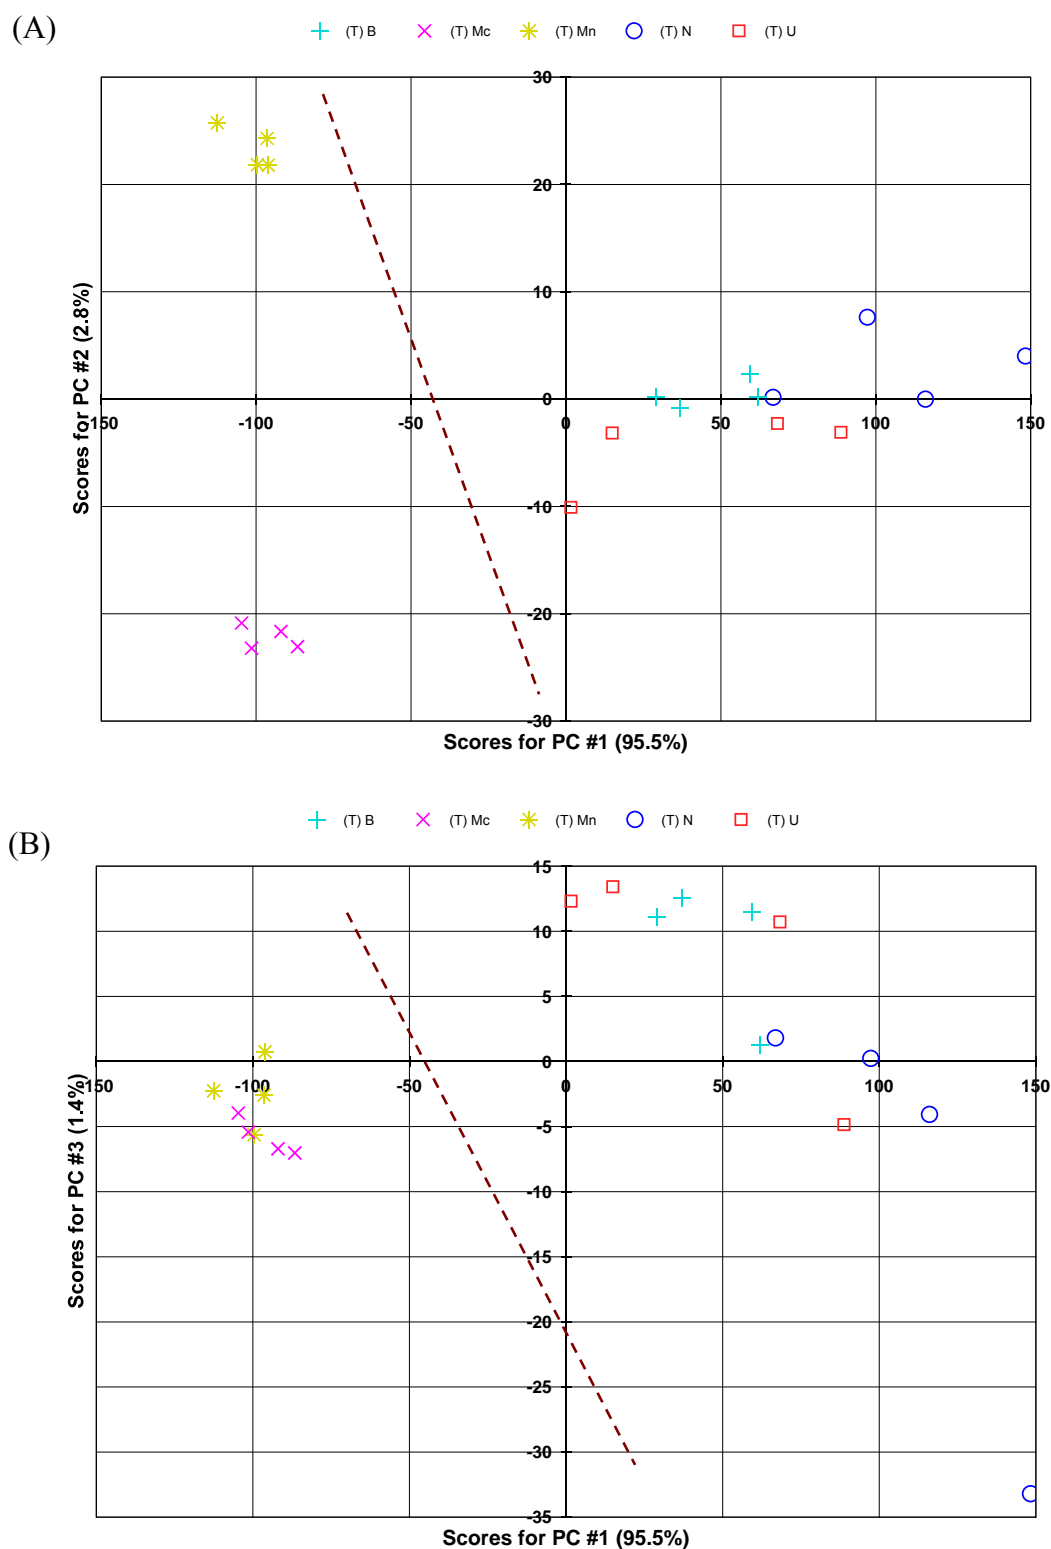 (A)
(T) B (T) Mc (T) Mn (T) N (T) U
30
20
10
0
-150 -100 -50 0 50 100 150
-10
-20
-30
Scores for PC #2 (2.8%)
Scores for PC #1 (95.5%)
(B)
(T) B (T) Mc (T) Mn (T) N (T) U
15
10
5
0
-150 -100 -50 0 50 100 150
-5
-10
-15
-20
-25
-30
-35
Scores for PC #3 (1.4%)
Scores for PC #1 (95.5%)